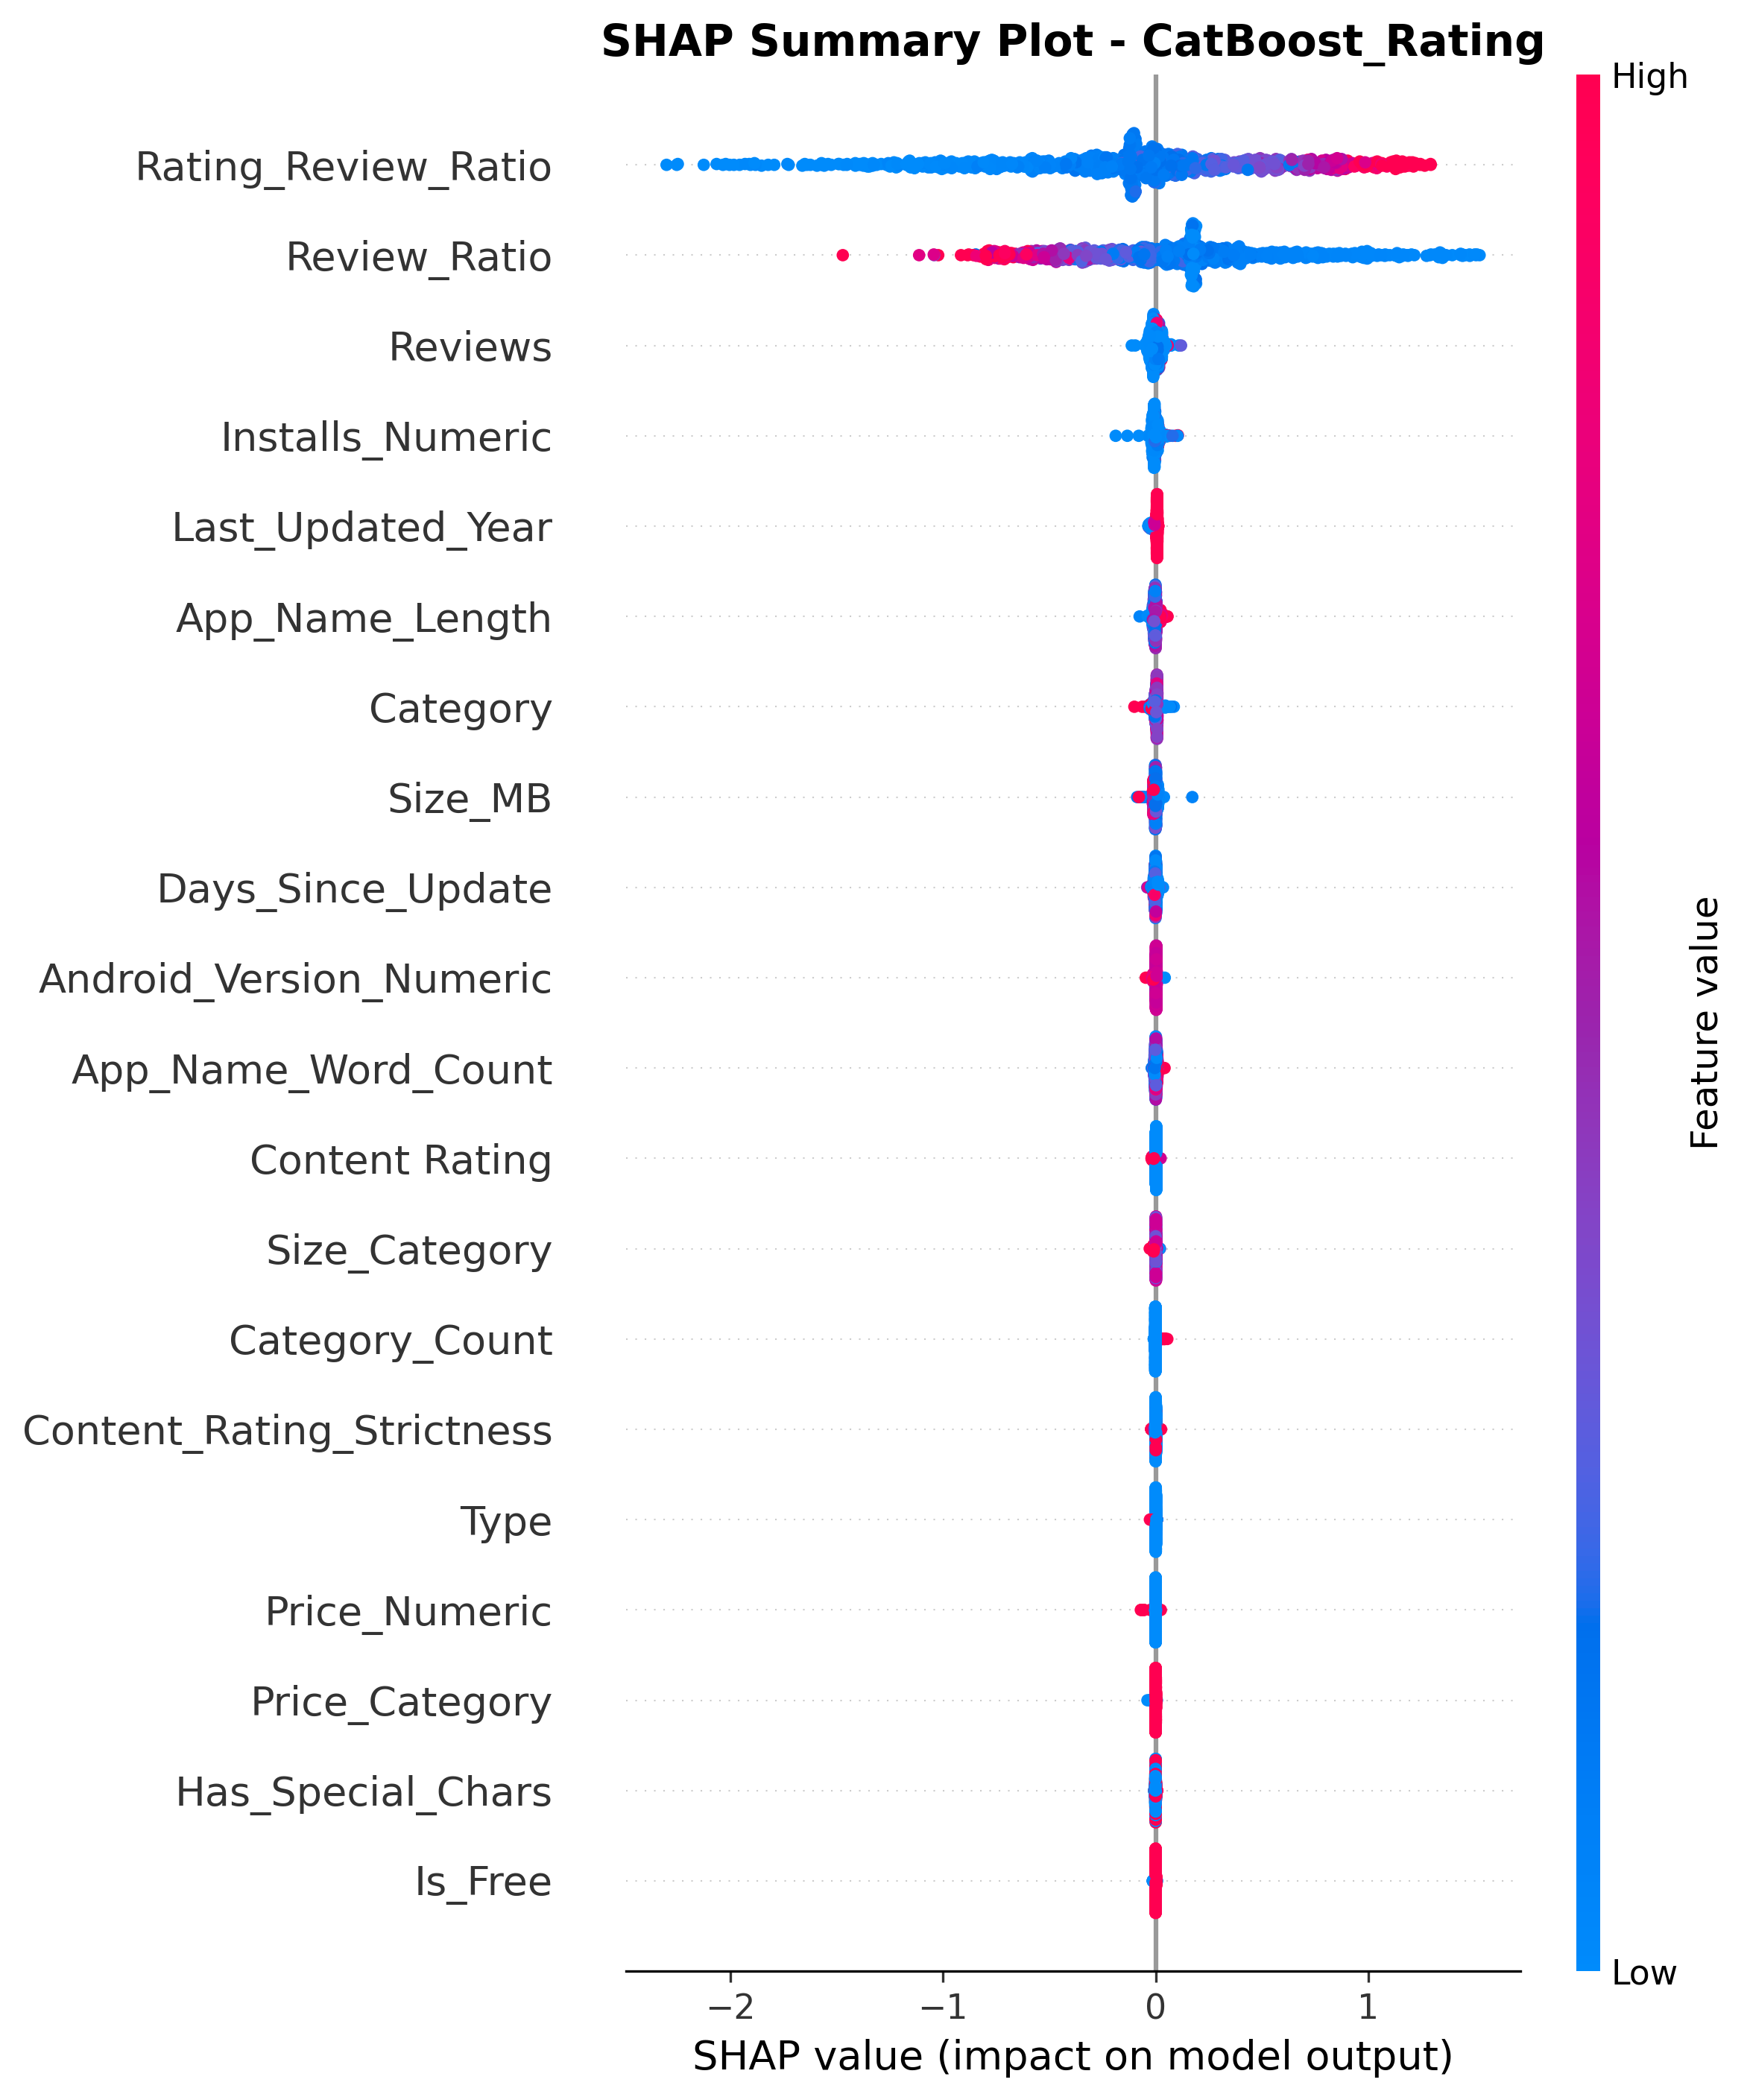 SHAP Summary Plot - CatBoost_Rating
High
Rating_Review_Ratio
Review_Ratio
Reviews
Installs_Numeric
Last_Updated_Year
App_Name_Length
Category
Size_MB
Days_Since_Update
Android_Version_Numeric
App_Name_Word_Count
Content Rating
Size_Category
Category_Count
Content_Rating_Strictness
Type
Price_Numeric
Price_Category
Has_Special_Chars
Is_Free
Feature value
Low
−2 −1 0 1
SHAP value (impact on model output)